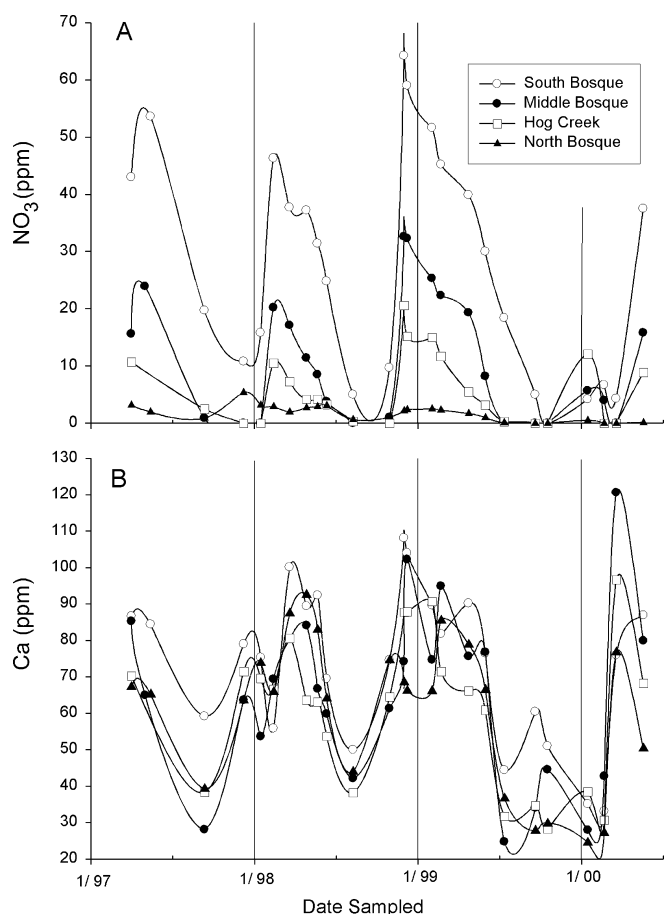 A
70
60
50
40
30
20
10
0
NO3 (ppm)
South Bosque
Middle Bosque
Hog Creek
North Bosque
B
130
120
110
100
90
80
70
60
50
40
30
20
Ca (ppm)
1/ 97
1/ 98
1/ 99
1/ 00
Date Sampled